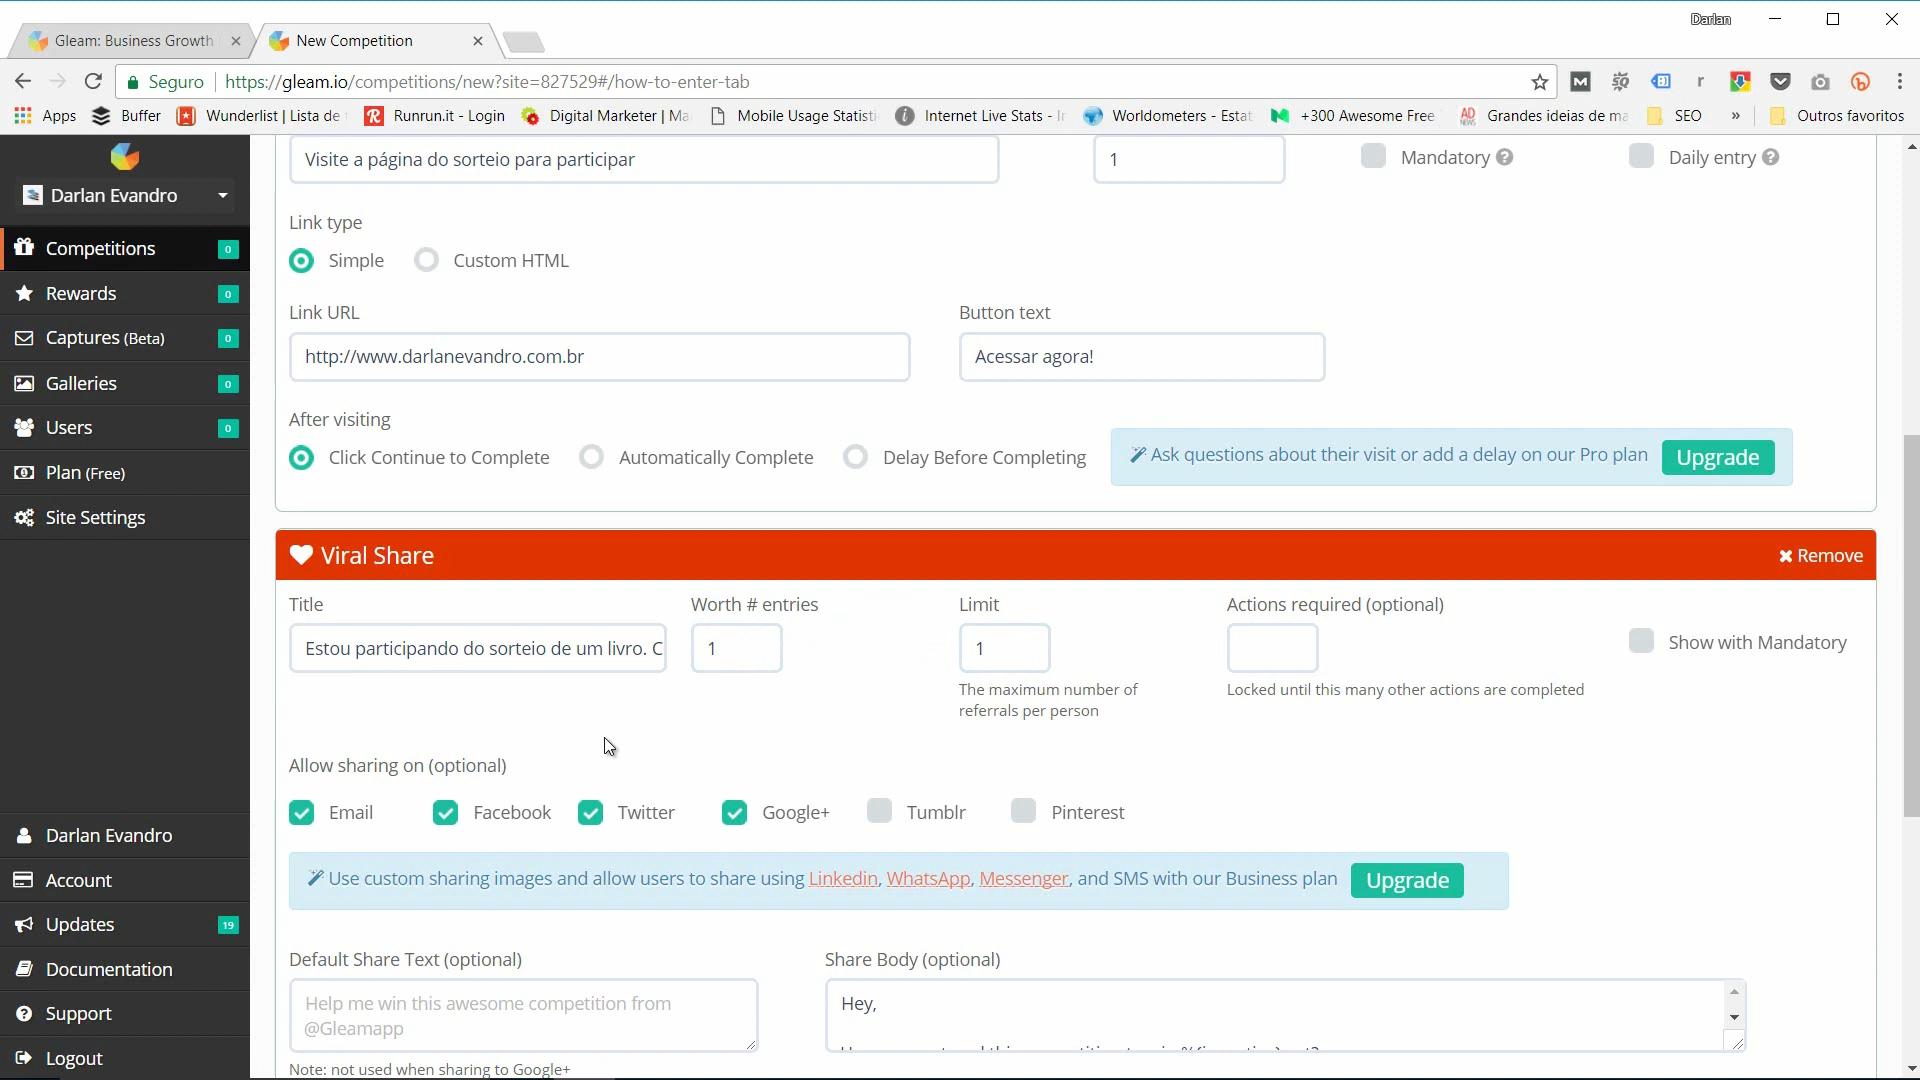 Darlan
Gleam: Business Growth
New Competition
Seguro
https://gleam.io/competitions/new?site=827529#/how-to-enter-tab
Apps
Buffer
Wunderlist | Lista de
Runrun.it - Login
Digital Marketer | Ma
Mobile Usage Statisti
Internet Live Stats - In
Worldometers - Estat
+300 Awesome Free
Grandes ideias de ma
SEO
»
Outros favoritos
Darlan Evandro
Competitions 0
Rewards 0
Captures (Beta) 0
Galleries 0
Users 0
Plan (Free)
Site Settings
Darlan Evandro
Account
Updates 19
Documentation
Support
Logout
Visite a página do sorteio para participar
1
Mandatory
Daily entry
Link type
Simple
Custom HTML
Link URL
Button text
http://www.darlanevandro.com.br
Acessar agora!
After visiting
Click Continue to Complete
Automatically Complete
Delay Before Completing
Ask questions about their visit or add a delay on our Pro plan
Upgrade
Viral Share
Remove
Title
Worth # entries
Limit
Actions required (optional)
Estou participando do sorteio de um livro. C
1
1
Show with Mandatory
The maximum number of
referrals per person
Locked until this many other actions are completed
Allow sharing on (optional)
Email
Facebook
Twitter
Google+
Tumblr
Pinterest
Use custom sharing images and allow users to share using Linkedin, WhatsApp, Messenger, and SMS with our Business plan
Upgrade
Default Share Text (optional)
Share Body (optional)
Help me win this awesome competition from
@Gleamapp
Hey,
Note: not used when sharing to Google+